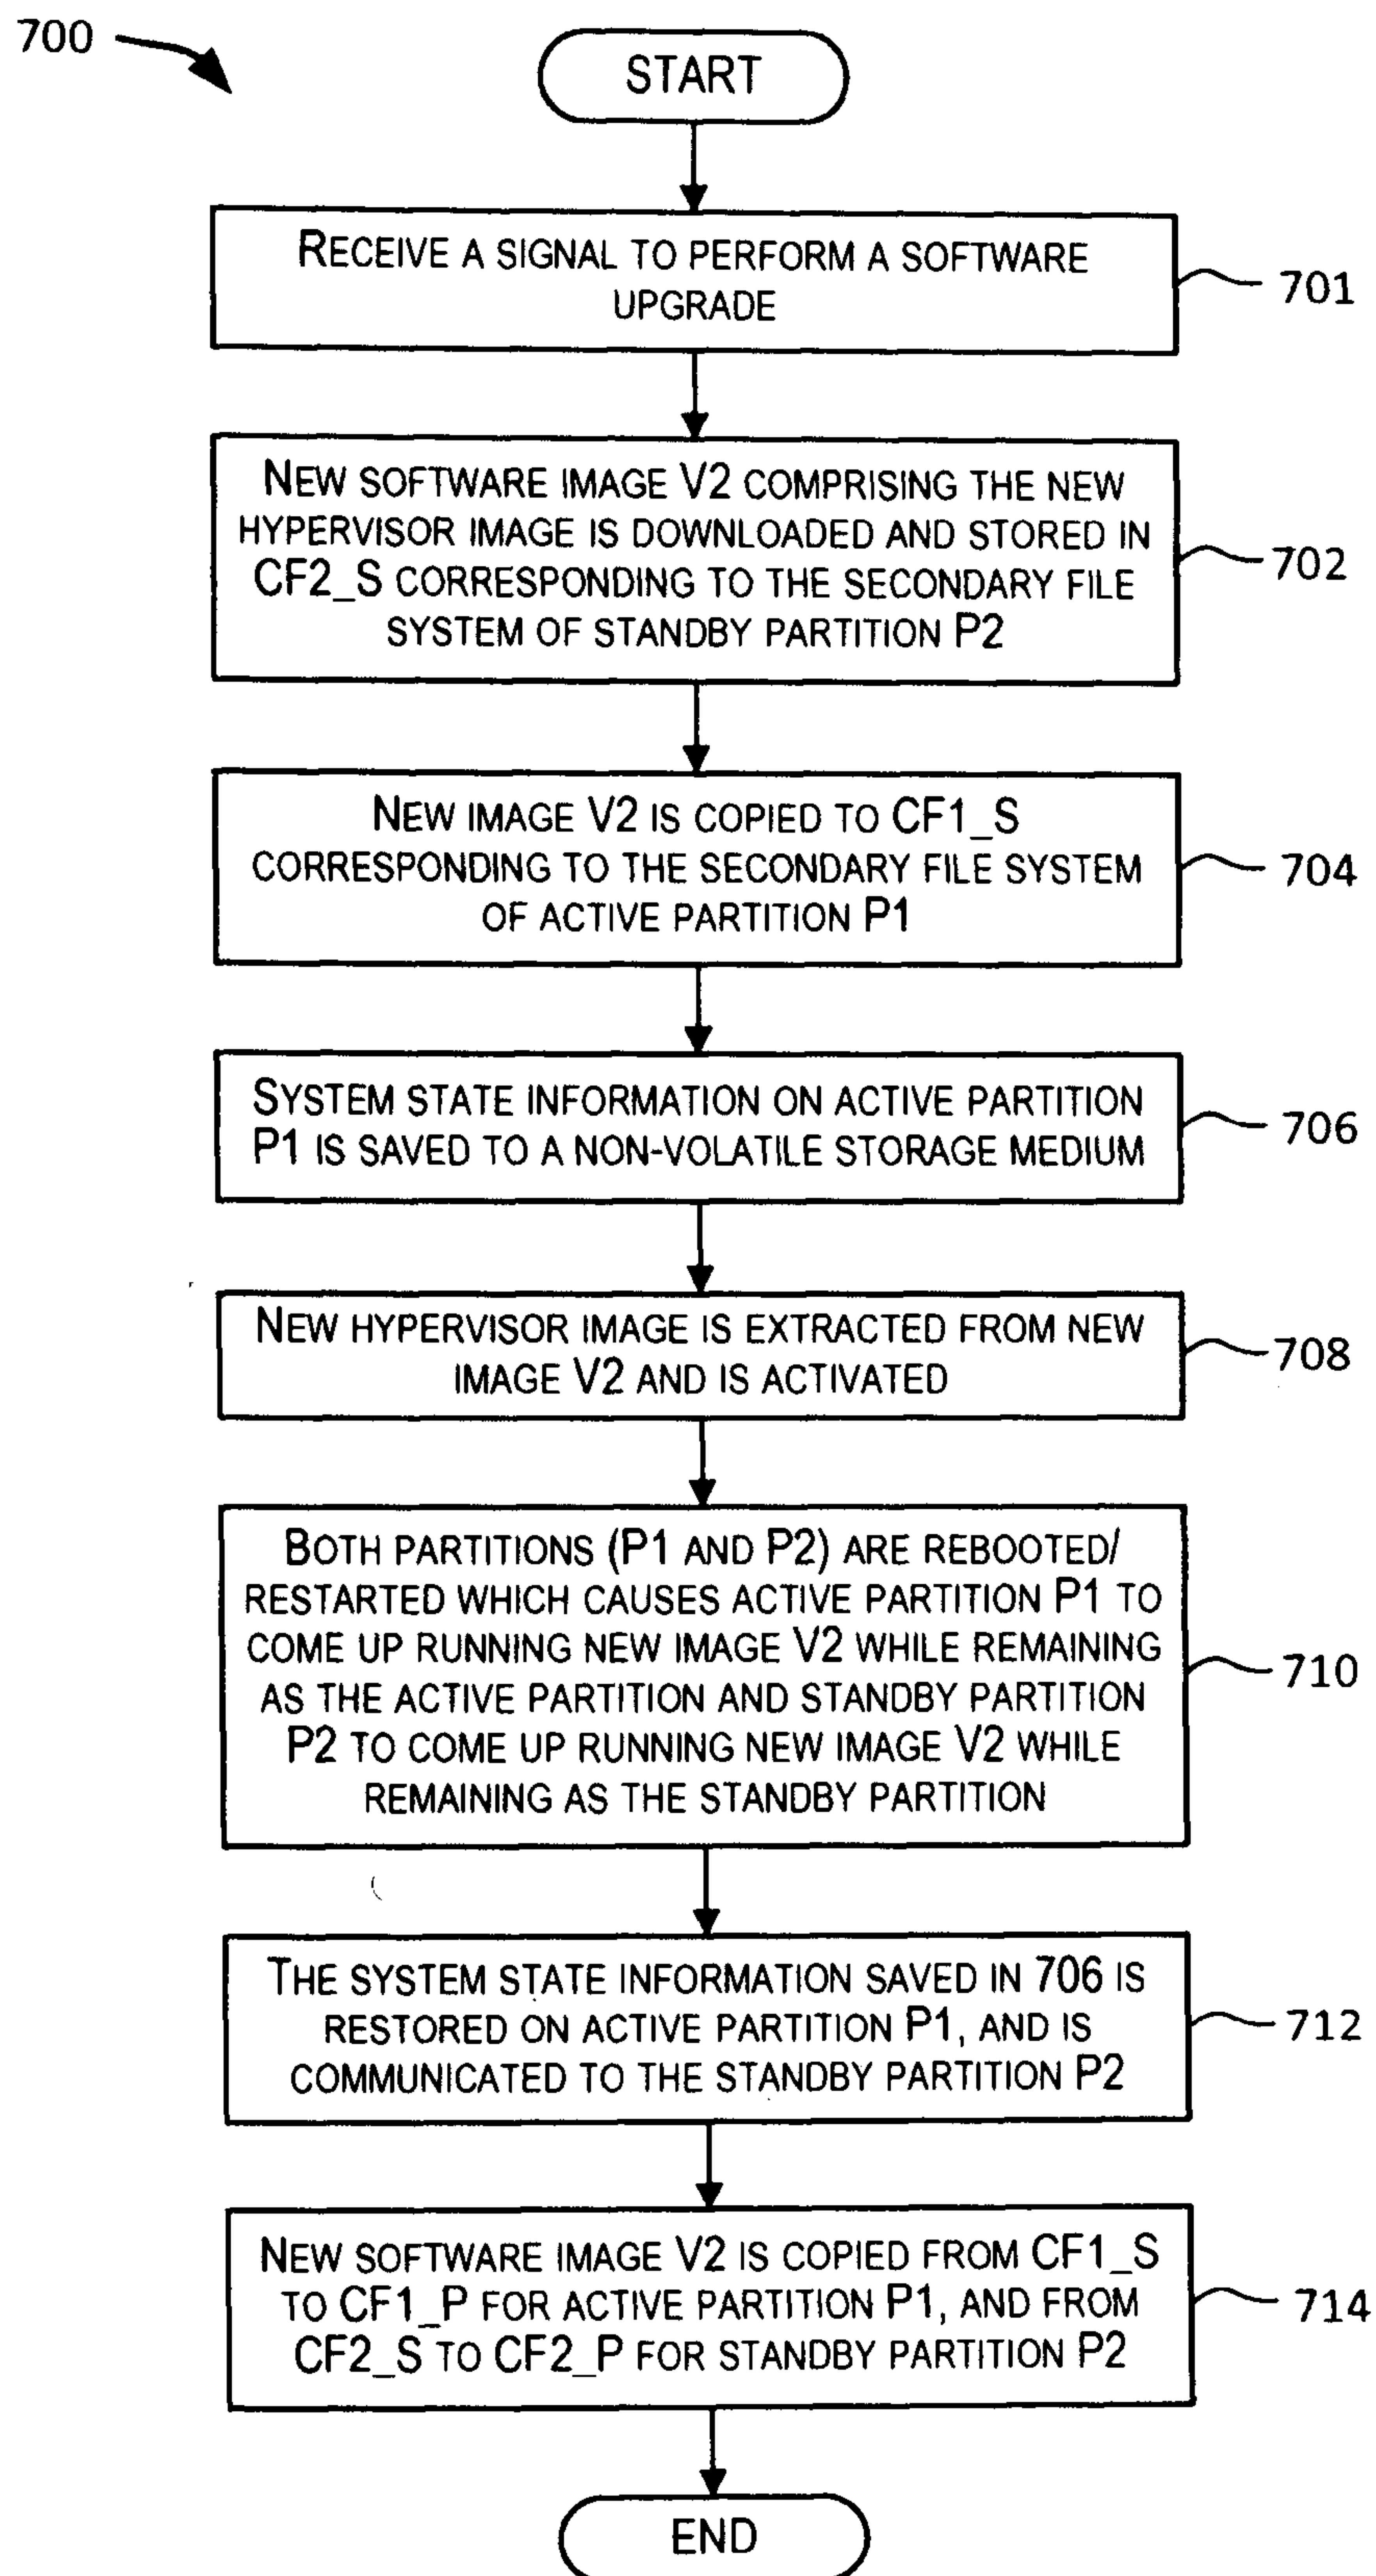 700
START
RECEIVE A SIGNAL TO PERFORM A SOFTWARE
UPGRADE
701
NEW SOFTWARE IMAGE V2 COMPRISING THE NEW
HYPERVISOR IMAGE IS DOWNLOADED AND STORED IN
CF2_S CORRESPONDING TO THE SECONDARY FILE
SYSTEM OF STANDBY PARTITION P2
702
NEW IMAGE V2 IS COPIED TO CF1_S
CORRESPONDING TO THE SECONDARY FILE SYSTEM
OF ACTIVE PARTITION P1
704
SYSTEM STATE INFORMATION ON ACTIVE PARTITION
P1 IS SAVED TO A NON-VOLATILE STORAGE MEDIUM
706
NEW HYPERVISOR IMAGE IS EXTRACTED FROM NEW
IMAGE V2 AND IS ACTIVATED
708
BOTH PARTITIONS (P1 AND P2) ARE REBOOTED/
RESTARTED WHICH CAUSES ACTIVE PARTITION P1 TO
COME UP RUNNING NEW IMAGE V2 WHILE REMAINING
AS THE ACTIVE PARTITION AND STANDBY PARTITION
P2 TO COME UP RUNNING NEW IMAGE V2 WHILE
REMAINING AS THE STANDBY PARTITION
710
THE SYSTEM STATE INFORMATION SAVED IN 706 IS
RESTORED ON ACTIVE PARTITION P1, AND IS
COMMUNICATED TO THE STANDBY PARTITION P2
712
NEW SOFTWARE IMAGE V2 IS COPIED FROM CF1_S
TO CF1_P FOR ACTIVE PARTITION P1, AND FROM
CF2_S TO CF2_P FOR STANDBY PARTITION P2
714
END